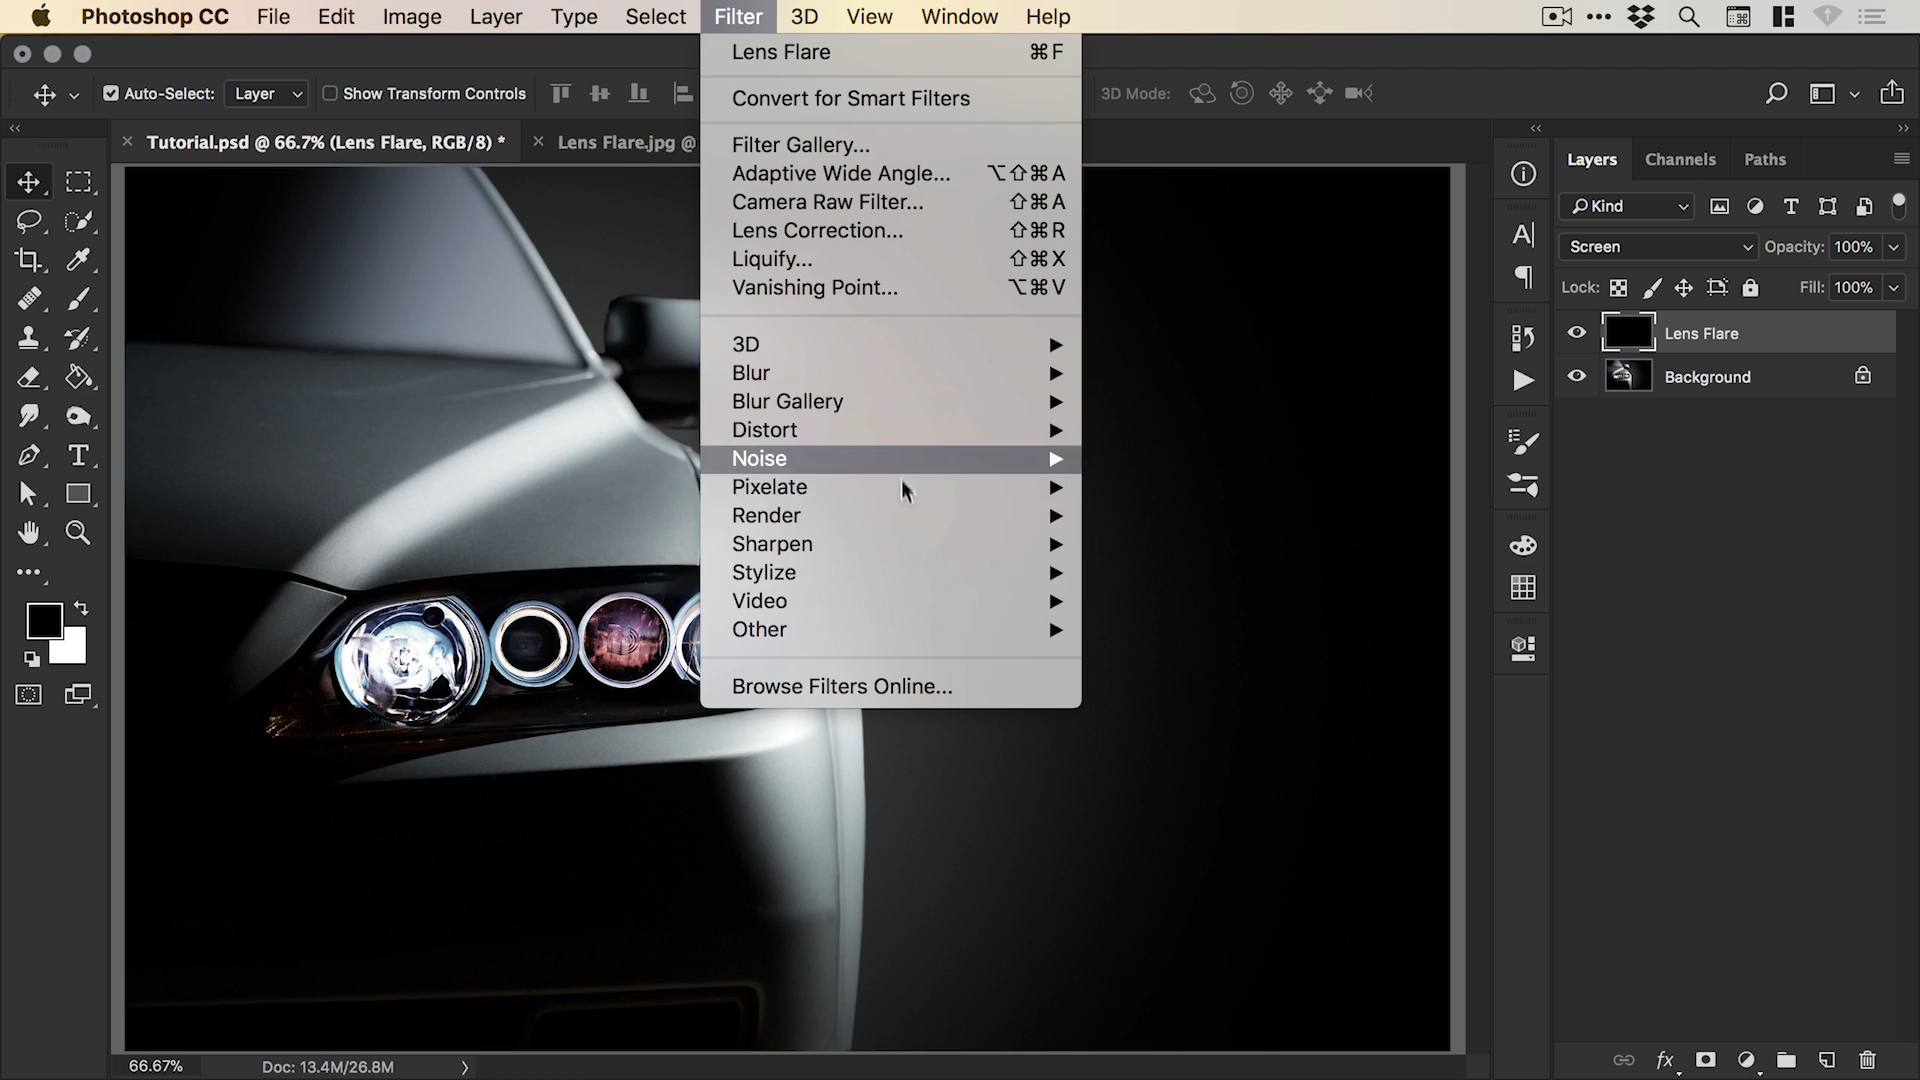 Photoshop CC File Edit Image Layer Type Select Filter 3D View Window Help
Auto-Select: Layer Show Transform Controls 3D Mode:
Tutorial.psd @ 66.7% (Lens Flare, RGB/8) * Lens Flare.jpg @
Lens Flare ⌘F
Convert for Smart Filters
Filter Gallery...
Adaptive Wide Angle... ⌥⇧⌘A
Camera Raw Filter... ⇧⌘A
Lens Correction... ⇧⌘R
Liquify... ⇧⌘X
Vanishing Point... ⌥⌘V
3D
Blur
Blur Gallery
Distort
Noise
Pixelate
Render
Sharpen
Stylize
Video
Other
Browse Filters Online...
Layers Channels Paths
Kind
Screen Opacity: 100%
Lock: Fill: 100%
Lens Flare
Background
66.67% Doc: 13.4M/26.8M